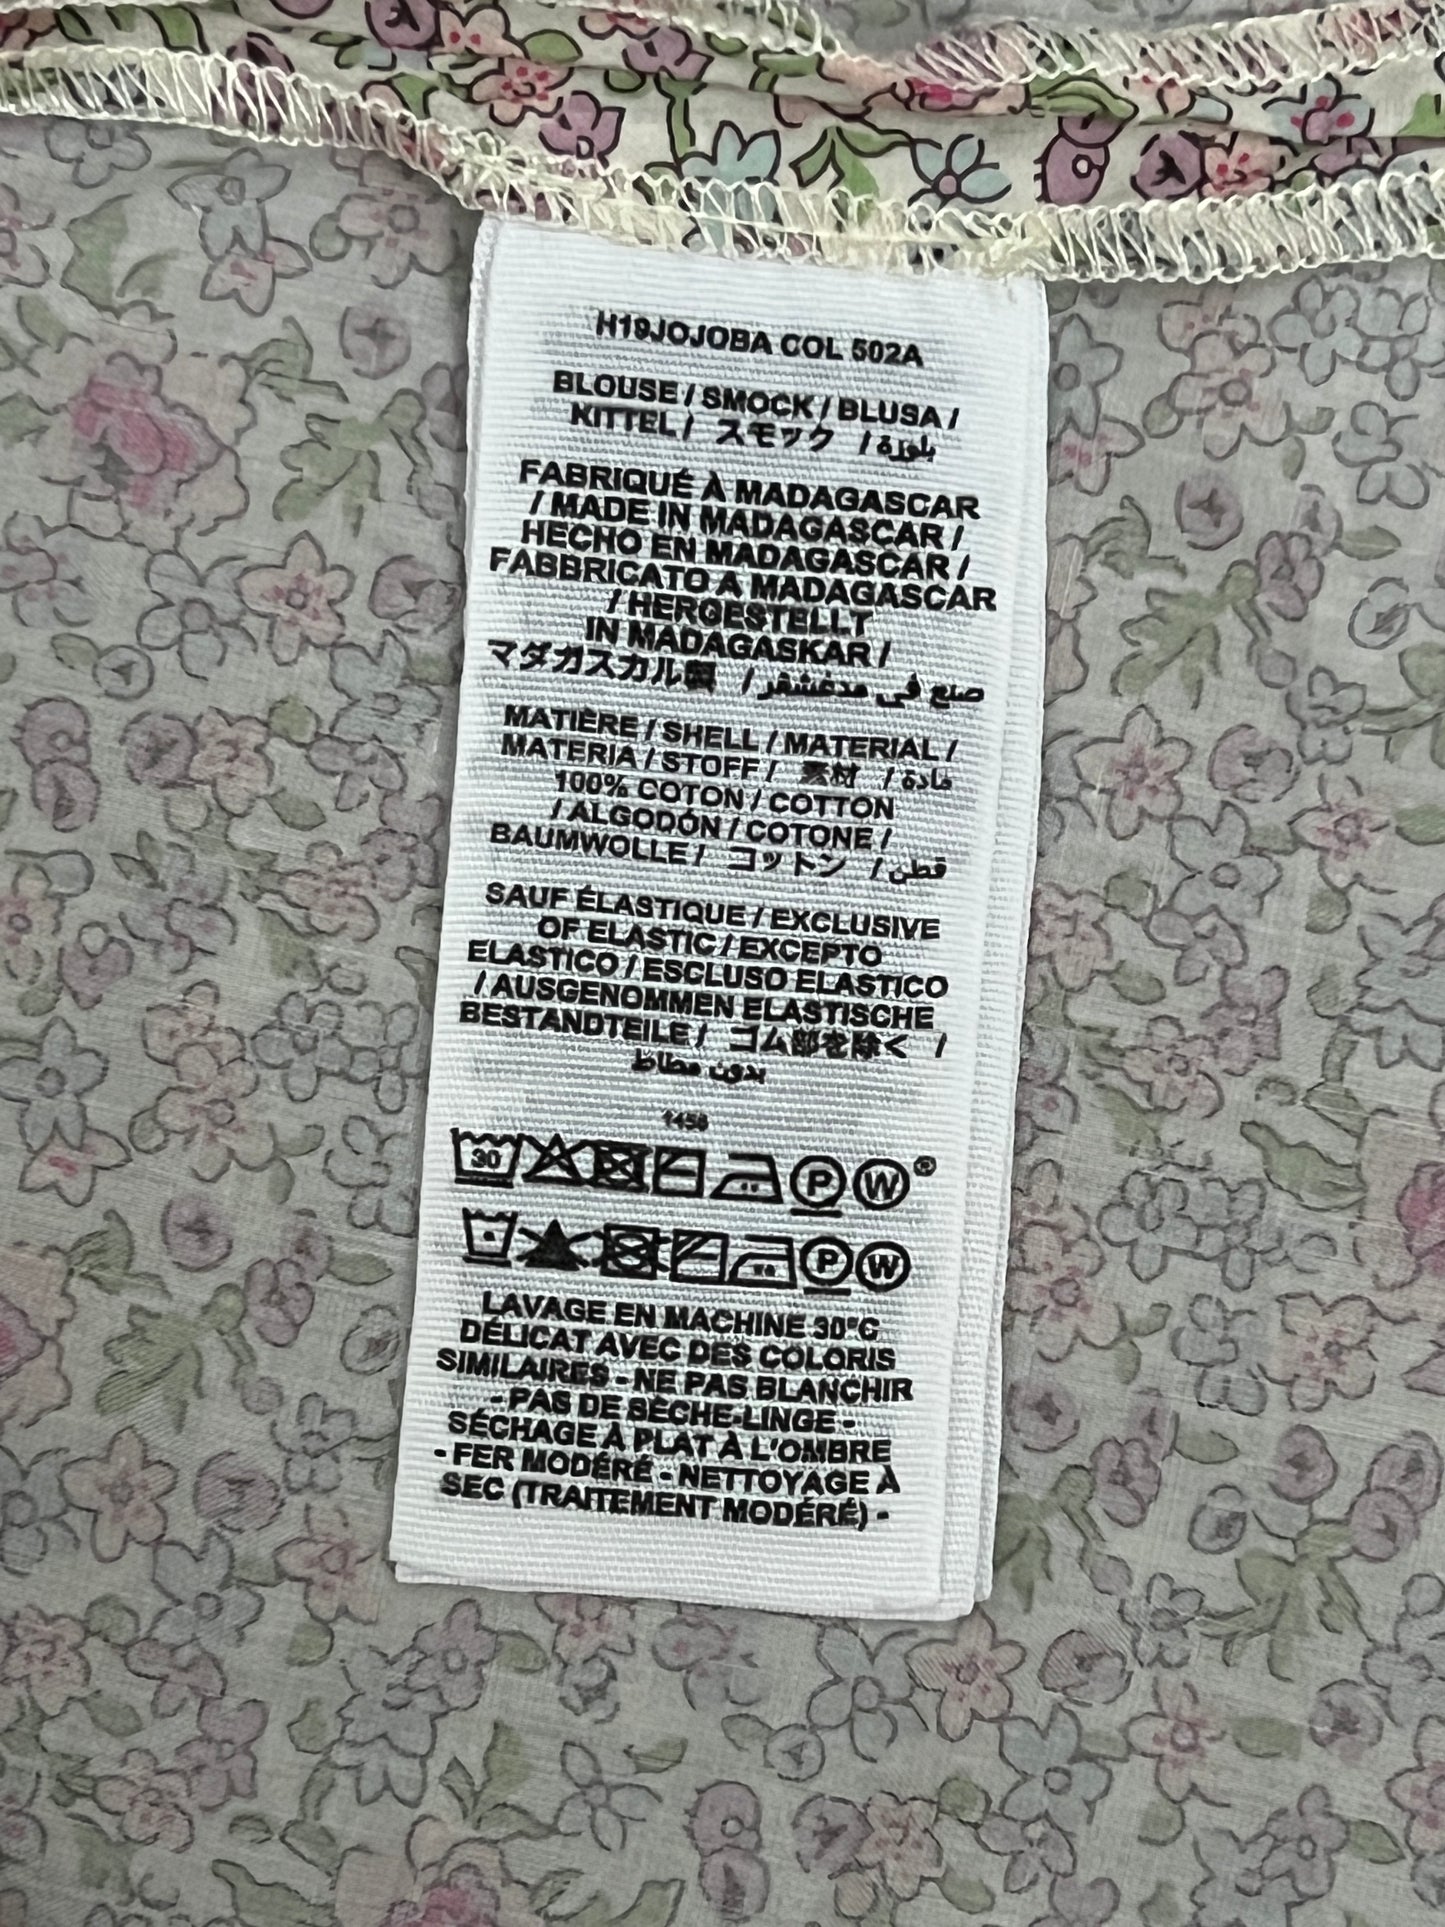 H19JOJOBA COL 502A
BLOUSE / SMOCK / BLUSA /
KITTEL / スモック / بلوزة
FABRIQUÉ À MADAGASCAR
/ MADE IN MADAGASCAR /
HECHO EN MADAGASCAR /
FABBRICATO A MADAGASCAR
/ HERGESTELLT
IN MADAGASKAR /
マダガスカル製 / صنع في مدغشقر
MATIÈRE / SHELL / MATERIAL /
MATERIA / STOFF / 素材 / مادة
100% COTON / COTTON
/ ALGODÓN / COTONE /
BAUMWOLLE / コットン / قطن
SAUF ÉLASTIQUE / EXCLUSIVE
OF ELASTIC / EXCEPTO
ELASTICO / ESCLUSO ELASTICO
/ AUSGENOMMEN ELASTISCHE
BESTANDTEILE / ゴム部を除く /
بدون مطاط
1458
30 P W ®
P W
LAVAGE EN MACHINE 30°C
DÉLICAT AVEC DES COLORIS
SIMILAIRES - NE PAS BLANCHIR
- PAS DE SÈCHE-LINGE -
SÉCHAGE À PLAT À L'OMBRE
- FER MODÉRÉ - NETTOYAGE À
SEC (TRAITEMENT MODÉRÉ) -